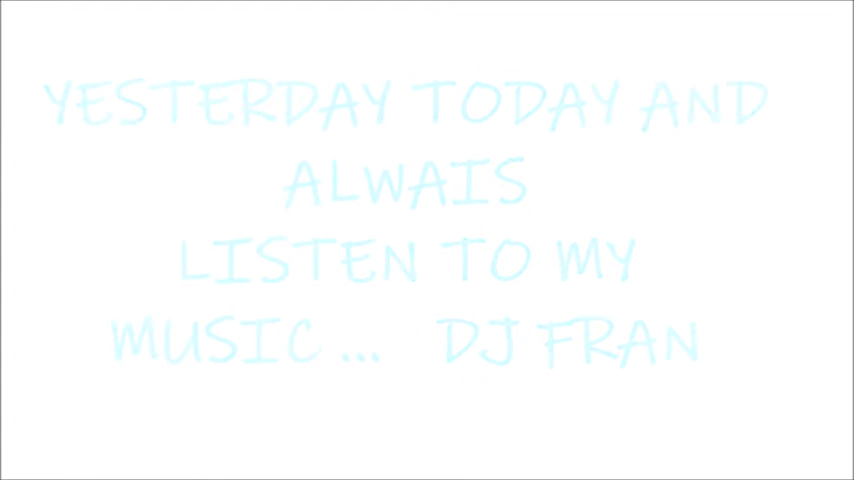 YESTERDAY TODAY AND
ALWAIS
LISTEN TO MY
MUSIC... DJ FRAN